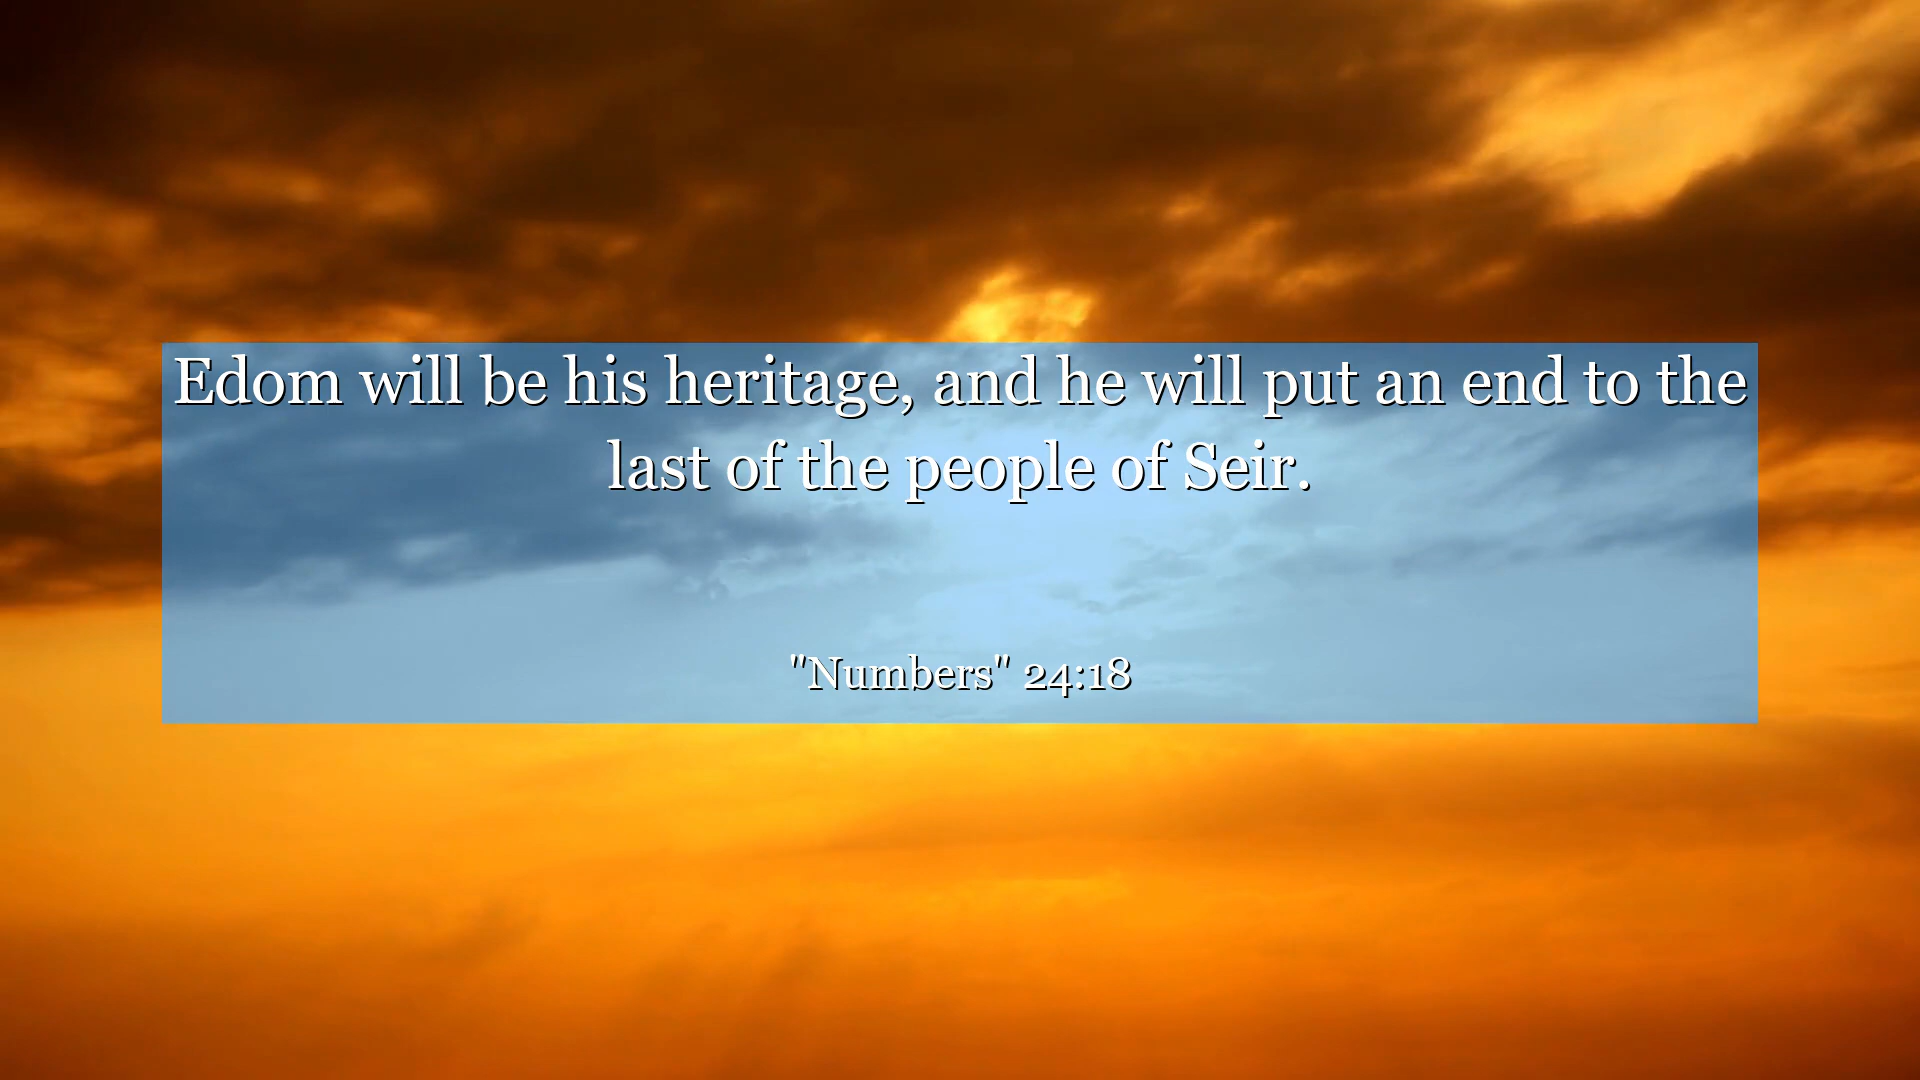 Edom will be his heritage, and he will put an end to the
last of the people of Seir.
"Numbers" 24:18